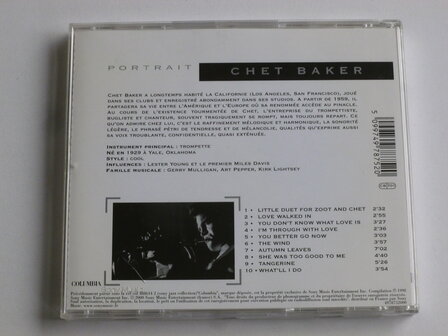 PORTRAIT CHET BAKER
CHET BAKER A LONGTEMPS HABITÉ LA CALIFORNIE (LOS ANGELES, SAN FRANCISCO), JOUÉ
DANS SES CLUBS ET ENREGISTRÉ ABONDAMMENT DANS SES STUDIOS. A PARTIR DE 1959, IL
PARTAGERA SA VIE ENTRE L'AMÉRIQUE ET L'EUROPE OÙ SA RENOMMÉE ACCÈDE AU PINACLE.
AU COURS DE L'EXISTENCE TOURMENTÉE DE CHET, L'ENTREPRISE DU TROMPETTISTE,
BUGLISTE ET CHANTEUR, SOUVENT TRAGIQUEMENT SE ROMPT, MAIS TOUJOURS REPART. CE
QU'ON ADMIRE CHEZ LUI, C'EST LE RAFFINEMENT MÉLODIQUE ET HARMONIQUE, LA SONORITÉ
LÉGÈRE, LE PHRASÉ PÉTRI DE TENDRESSE ET DE MÉLANCOLIE, QUALITÉS QU'EXPRIME AUSSI
SA VOIX TROUBLANTE, CONFIDENTIELLE, QUASI EXTRATERRESTRE.
INSTRUMENT PRINCIPAL : TROMPETTE
NÉ EN 1929 À YALE, OKLAHOMA
STYLE : COOL
INFLUENCES : LESTER YOUNG ET LE PREMIER MILES DAVIS
FAMILLE MUSICALE : GERRY MULLIGAN, ART PEPPER, KIRK LIGHTSEY
5 099749 787520
1 LITTLE DUET FOR ZOOT AND CHET 2'32
2 LOVE WALKED IN 2'55
3 YOU DON'T KNOW WHAT LOVE IS 3'27
4 I'M THROUGH WITH LOVE 2'36
5 YOU BETTER GO NOW 3'03
6 THE WIND 3'57
7 AUTUMN LEAVES 7'02
8 SHE WAS TOO GOOD TO ME 4'40
9 TANGERINE 5'27
10 WHAT'LL I DO 3'54
COLUMBIA